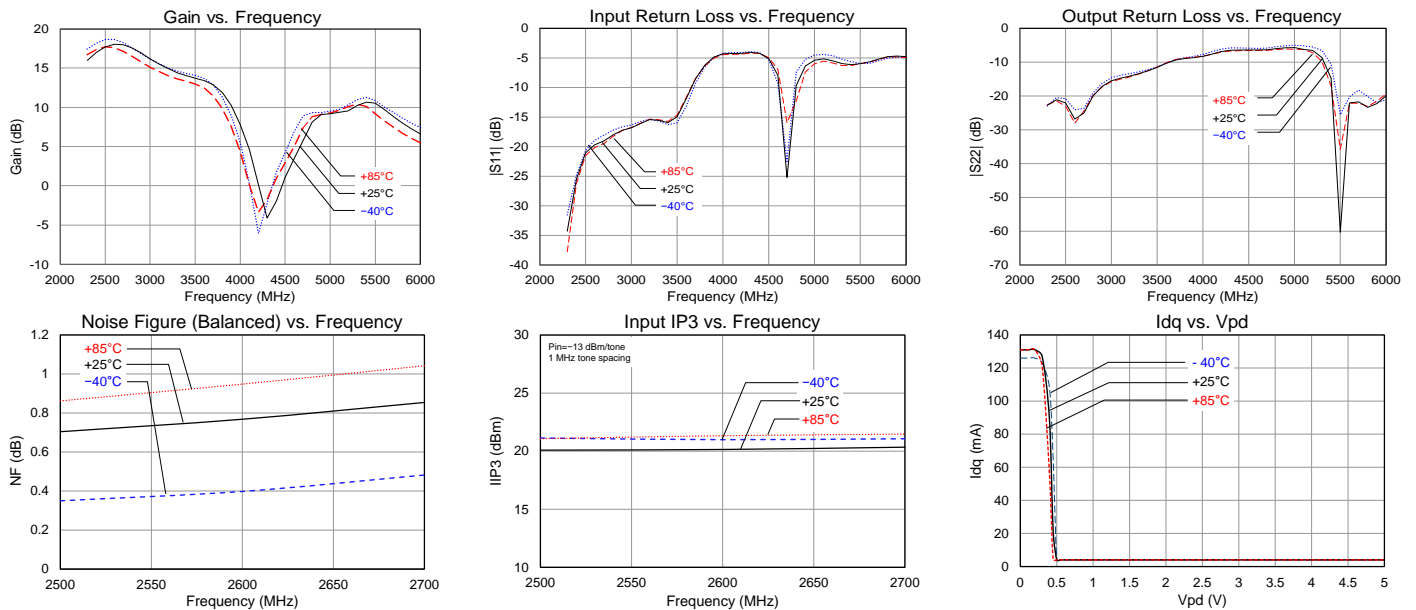 Gain vs. Frequency
Gain (dB)
20
15
10
5
0
-5
-10
2000 2500 3000 3500 4000 4500 5000 5500 6000
Frequency (MHz)
+85°C
+25°C
−40°C
Input Return Loss vs. Frequency
|S11| (dB)
0
-5
-10
-15
-20
-25
-30
-35
-40
2000 2500 3000 3500 4000 4500 5000 5500 6000
Frequency (MHz)
+85°C
+25°C
−40°C
Output Return Loss vs. Frequency
|S22| (dB)
0
-10
-20
-30
-40
-50
-60
-70
2000 2500 3000 3500 4000 4500 5000 5500 6000
Frequency (MHz)
+85°C
+25°C
−40°C
Noise Figure (Balanced) vs. Frequency
NF (dB)
1.2
1
0.8
0.6
0.4
0.2
0
2500 2550 2600 2650 2700
Frequency (MHz)
+85°C
+25°C
−40°C
Input IP3 vs. Frequency
IIP3 (dBm)
30
25
20
15
10
2500 2550 2600 2650 2700
Frequency (MHz)
Pin=−13 dBm/tone
1 MHz tone spacing
−40°C
+25°C
+85°C
Idq vs. Vpd
Idq (mA)
140
120
100
80
60
40
20
0
0 0.5 1 1.5 2 2.5 3 3.5 4 4.5 5
Vpd (V)
- 40°C
+25°C
+85°C